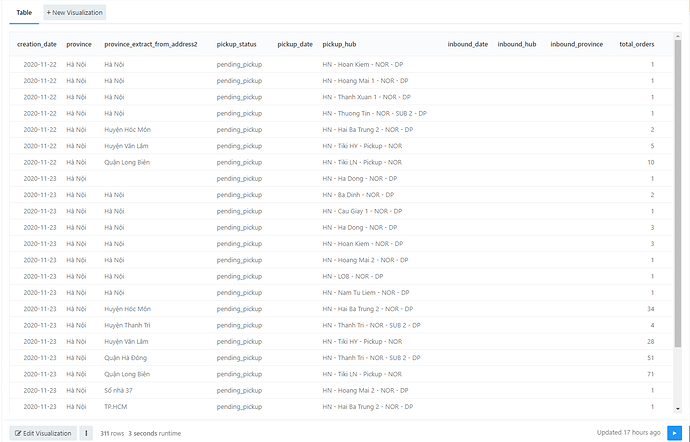 Table + New Visualization
creation_date province province_extract_from_address2 pickup_status pickup_date pickup_hub inbound_date inbound_hub inbound_province total_orders
2020-11-22 Hà Nội Hà Nội pending_pickup HN - Hoan Kiem - NOR - DP 1
2020-11-22 Hà Nội Hà Nội pending_pickup HN - Hoang Mai 1 - NOR - DP 1
2020-11-22 Hà Nội Hà Nội pending_pickup HN - Thanh Xuan 1 - NOR - DP 1
2020-11-22 Hà Nội Hà Nội pending_pickup HN - Thuong Tin - NOR - SUB 2 - DP 1
2020-11-22 Hà Nội Huyện Hóc Môn pending_pickup HN - Hai Ba Trung 2 - NOR - DP 2
2020-11-22 Hà Nội Huyện Văn Lâm pending_pickup HN - Tiki HY - Pickup - NOR 5
2020-11-22 Hà Nội Quận Long Biên pending_pickup HN - Tiki LN - Pickup - NOR 10
2020-11-23 Hà Nội pending_pickup HN - Ha Dong - NOR - DP 1
2020-11-23 Hà Nội Hà Nội pending_pickup HN - Ba Dinh - NOR - DP 2
2020-11-23 Hà Nội Hà Nội pending_pickup HN - Cau Giay 1 - NOR - DP 1
2020-11-23 Hà Nội Hà Nội pending_pickup HN - Ha Dong - NOR - DP 3
2020-11-23 Hà Nội Hà Nội pending_pickup HN - Hoan Kiem - NOR - DP 3
2020-11-23 Hà Nội Hà Nội pending_pickup HN - Hoang Mai 2 - NOR - DP 1
2020-11-23 Hà Nội Hà Nội pending_pickup HN - LOB - NOR - DP 1
2020-11-23 Hà Nội Hà Nội pending_pickup HN - Nam Tu Liem - NOR - DP 1
2020-11-23 Hà Nội Huyện Hóc Môn pending_pickup HN - Hai Ba Trung 2 - NOR - DP 34
2020-11-23 Hà Nội Huyện Thanh Trì pending_pickup HN - Thanh Tri - NOR - SUB 2 - DP 4
2020-11-23 Hà Nội Huyện Văn Lâm pending_pickup HN - Tiki HY - Pickup - NOR 28
2020-11-23 Hà Nội Quận Hà Đông pending_pickup HN - Thanh Tri - NOR - SUB 2 - DP 51
2020-11-23 Hà Nội Quận Long Biên pending_pickup HN - Tiki LN - Pickup - NOR 71
2020-11-23 Hà Nội Số nhà 37 pending_pickup HN - Hoang Mai 2 - NOR - DP 1
2020-11-23 Hà Nội TP.HCM pending_pickup HN - Hai Ba Trung 2 - NOR - DP 1
Edit Visualization 311 rows 3 seconds runtime Updated 17 hours ago